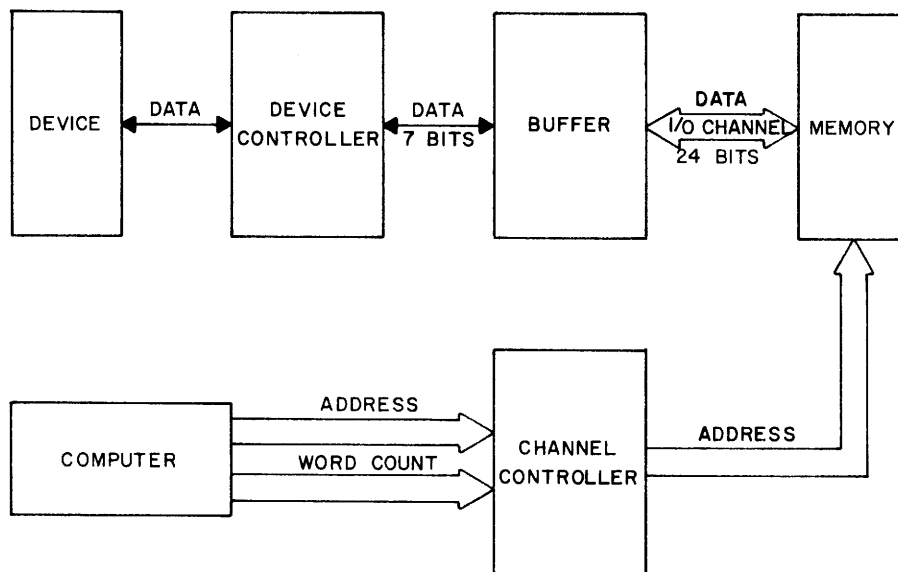 DEVICE
DATA
DEVICE
CONTROLLER
DATA
7 BITS
BUFFER
DATA
I/O CHANNEL
24 BITS
MEMORY
COMPUTER
ADDRESS
WORD COUNT
CHANNEL
CONTROLLER
ADDRESS